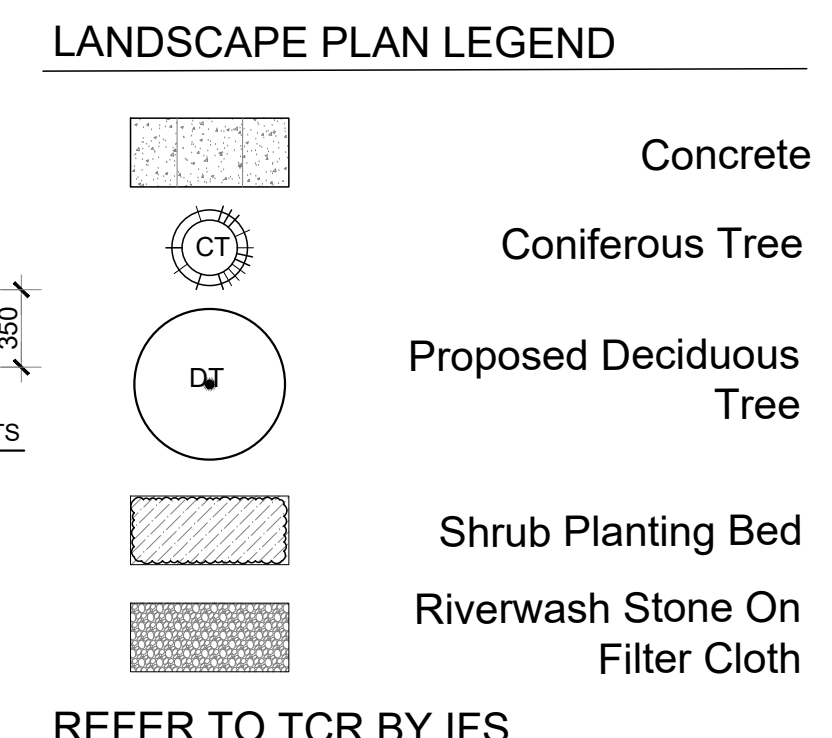 LANDSCAPE PLAN LEGEND
Concrete
CT
Coniferous Tree
350
DT
Proposed Deciduous
Tree
TS
Shrub Planting Bed
Riverwash Stone On
Filter Cloth
REFER TO TCR BY IFS